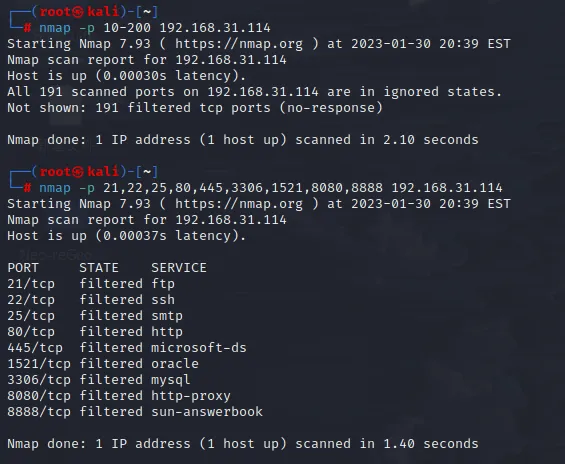 ┌──(root㉿kali)-[~]
└─# nmap -p 10-200 192.168.31.114
Starting Nmap 7.93 ( https://nmap.org ) at 2023-01-30 20:39 EST
Nmap scan report for 192.168.31.114
Host is up (0.00030s latency).
All 191 scanned ports on 192.168.31.114 are in ignored states.
Not shown: 191 filtered tcp ports (no-response)
Nmap done: 1 IP address (1 host up) scanned in 2.10 seconds
┌──(root㉿kali)-[~]
└─# nmap -p 21,22,25,80,445,3306,1521,8080,8888 192.168.31.114
Starting Nmap 7.93 ( https://nmap.org ) at 2023-01-30 20:39 EST
Nmap scan report for 192.168.31.114
Host is up (0.00037s latency).
PORT     STATE    SERVICE
21/tcp   filtered ftp
22/tcp   filtered ssh
25/tcp   filtered smtp
80/tcp   filtered http
445/tcp  filtered microsoft-ds
1521/tcp filtered oracle
3306/tcp filtered mysql
8080/tcp filtered http-proxy
8888/tcp filtered sun-answerbook
Nmap done: 1 IP address (1 host up) scanned in 1.40 seconds